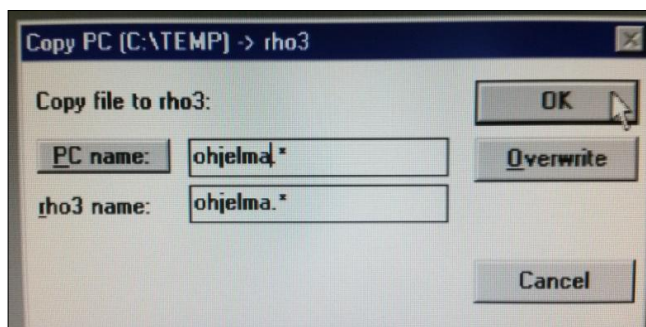 Copy PC (C:\TEMP) -> rho3
Copy file to rho3:
OK
PC name:
ohjelma.*
Overwrite
rho3 name:
ohjelma.*
Cancel